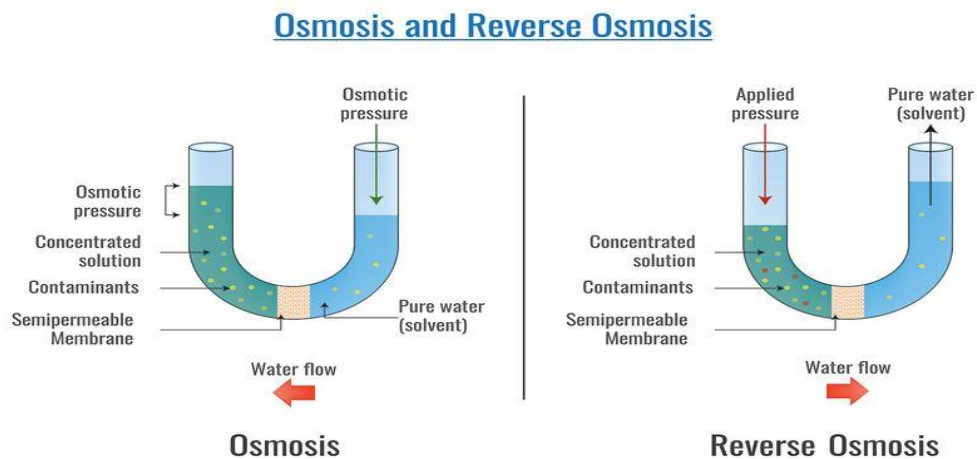 Osmosis and Reverse Osmosis
Osmotic
pressure
Osmotic
pressure
Concentrated
solution
Contaminants
Semipermeable
Membrane
Pure water
(solvent)
Water flow
Osmosis
Applied
pressure
Pure water
(solvent)
Concentrated
solution
Contaminants
Semipermeable
Membrane
Water flow
Reverse Osmosis